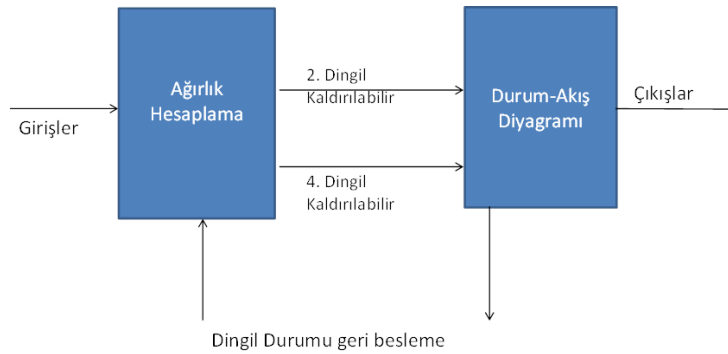 Girişler
Ağırlık
Hesaplama
2. Dingil
Kaldırılabilir
4. Dingil
Kaldırılabilir
Durum-Akış
Diyagramı
Çıkışlar
Dingil Durumu geri besleme